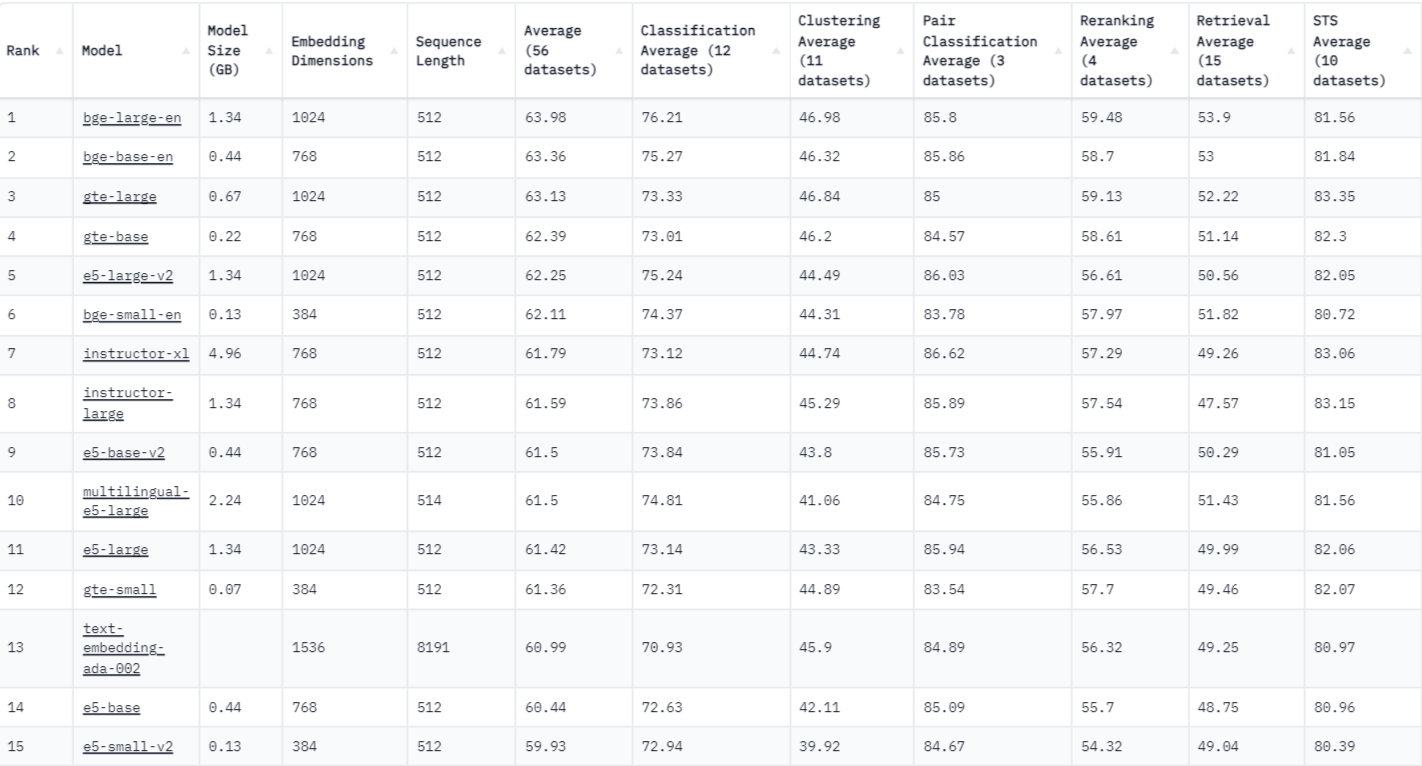 Rank Model Model Size (GB) Embedding Dimensions Sequence Length Average (56 datasets) Classification Average (12 datasets) Clustering Average (11 datasets) Pair Classification Average (3 datasets) Reranking Average (4 datasets) Retrieval Average (15 datasets) STS Average (10 datasets)
1 bge-large-en 1.34 1024 512 63.98 76.21 46.98 85.8 59.48 53.9 81.56
2 bge-base-en 0.44 768 512 63.36 75.27 46.32 85.86 58.7 53 81.84
3 gte-large 0.67 1024 512 63.13 73.33 46.84 85 59.13 52.22 83.35
4 gte-base 0.22 768 512 62.39 73.01 46.2 84.57 58.61 51.14 82.3
5 e5-large-v2 1.34 1024 512 62.25 75.24 44.49 86.03 56.61 50.56 82.05
6 bge-small-en 0.13 384 512 62.11 74.37 44.31 83.78 57.97 51.82 80.72
7 instructor-xl 4.96 768 512 61.79 73.12 44.74 86.62 57.29 49.26 83.06
8 instructor-large 1.34 768 512 61.59 73.86 45.29 85.89 57.54 47.57 83.15
9 e5-base-v2 0.44 768 512 61.5 73.84 43.8 85.73 55.91 50.29 81.05
10 multilingual-e5-large 2.24 1024 514 61.5 74.81 41.06 84.75 55.86 51.43 81.56
11 e5-large 1.34 1024 512 61.42 73.14 43.33 85.94 56.53 49.99 82.06
12 gte-small 0.07 384 512 61.36 72.31 44.89 83.54 57.7 49.46 82.07
13 text-embedding-ada-002 1536 8191 60.99 70.93 45.9 84.89 56.32 49.25 80.97
14 e5-base 0.44 768 512 60.44 72.63 42.11 85.09 55.7 48.75 80.96
15 e5-small-v2 0.13 384 512 59.93 72.94 39.92 84.67 54.32 49.04 80.39